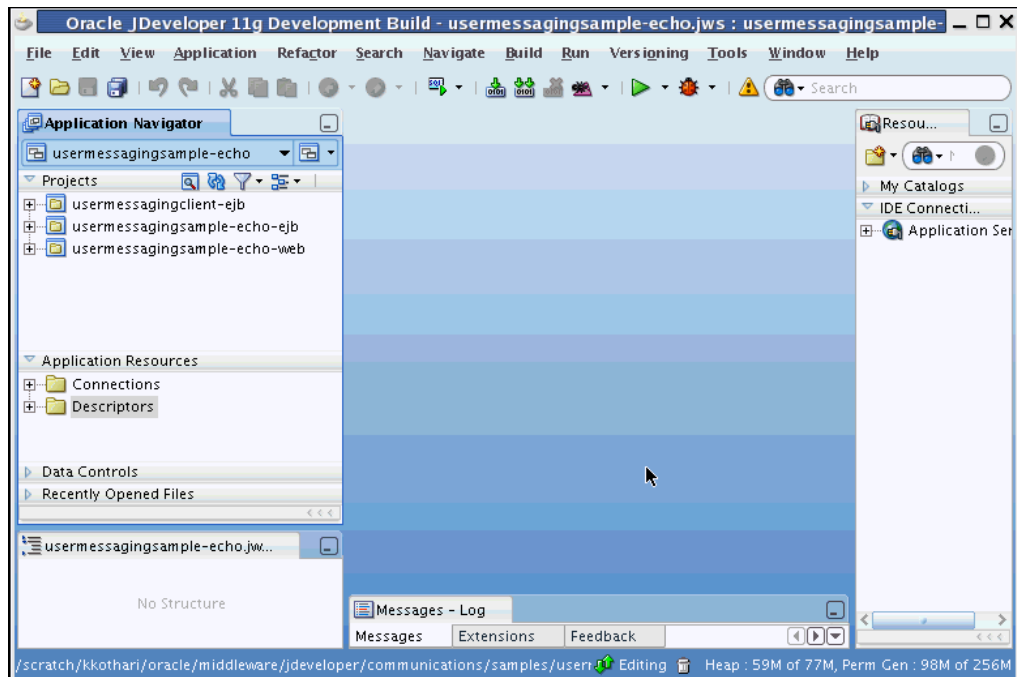 Oracle JDeveloper 11g Development Build - usermessagingsample-echo.jws : usermessagingsample-
File Edit View Application Refactor Search Navigate Build Run Versioning Tools Window Help
Search
Application Navigator
usermessagingsample-echo
Projects
usermessagingclient-ejb
usermessagingsample-echo-ejb
usermessagingsample-echo-web
Application Resources
Connections
Descriptors
Data Controls
Recently Opened Files
usermessagingsample-echo.jw...
No Structure
Messages - Log
Messages Extensions Feedback
Resou...
My Catalogs
IDE Connecti...
Application Ser
/scratch/kkothari/oracle/middleware/jdeveloper/communications/samples/userr Editing Heap : 59M of 77M, Perm Gen : 98M of 256M